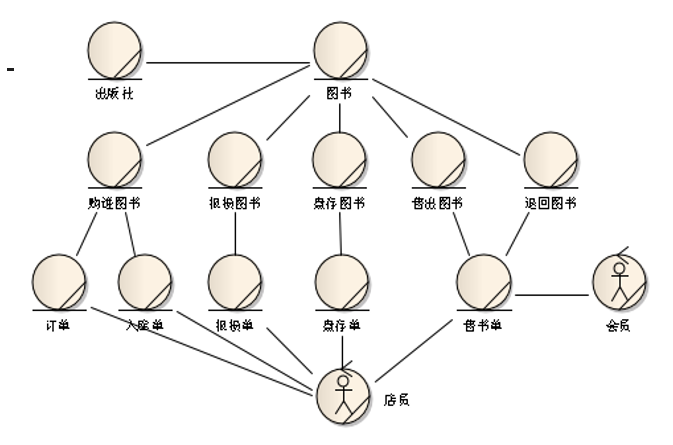 出版社
图书
购进图书
报损图书
盘存图书
售出图书
退回图书
订单
入库单
报损单
盘存单
售书单
会员
店员